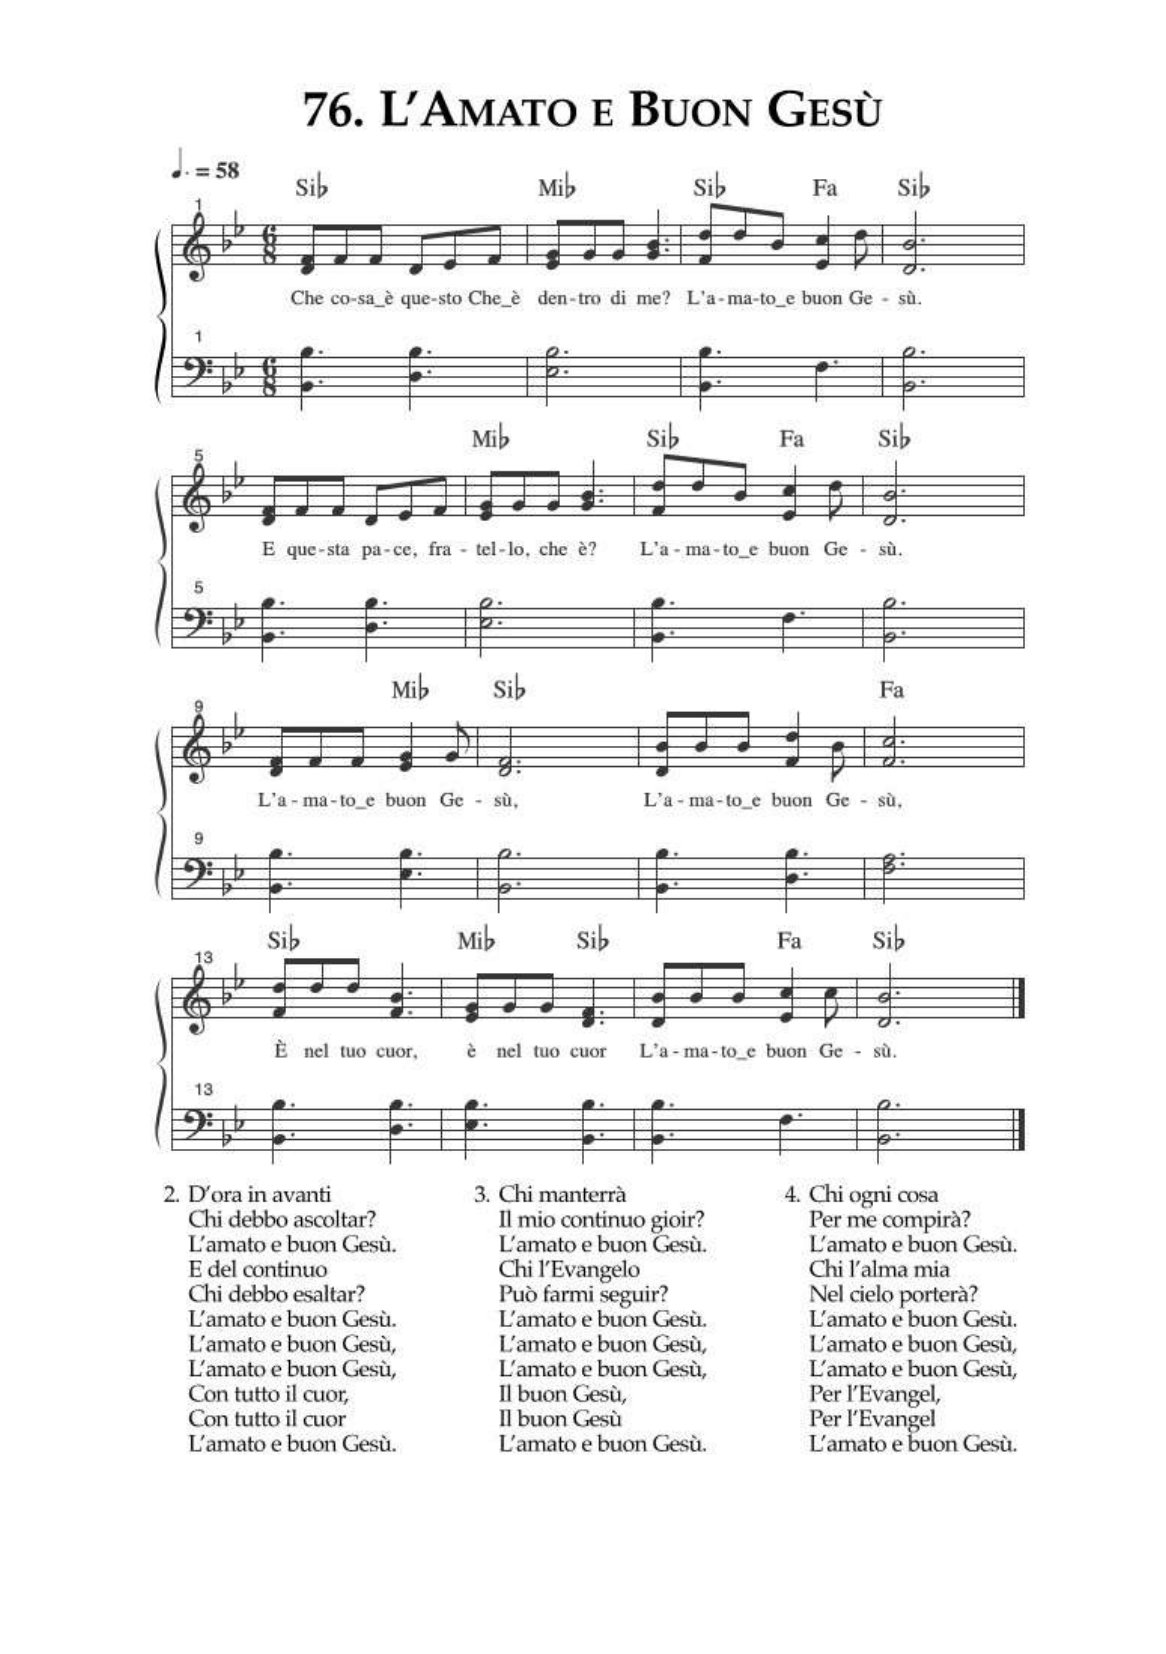 76. L'Amato e Buon Gesù
♩. = 58
Si♭ Mi♭ Si♭ Fa Si♭
1
6
8
Che co-sa_è que-sto Che_è den-tro di me? L'a-ma-to_e buon Ge - sù.
1
6
8
Mi♭ Si♭ Fa Si♭
5
E que-sta pa-ce, fra - tel-lo, che è? L'a - ma-to_e buon Ge - sù.
5
Mi♭ Si♭ Fa
9
L'a - ma-to_e buon Ge - sù, L'a - ma-to_e buon Ge - sù,
9
Si♭ Mi♭ Si♭ Fa Si♭
13
È nel tuo cuor, è nel tuo cuor L'a - ma-to_e buon Ge - sù.
13
2. D'ora in avanti
Chi debbo ascoltar?
L'amato e buon Gesù.
E del continuo
Chi debbo esaltar?
L'amato e buon Gesù.
L'amato e buon Gesù,
L'amato e buon Gesù,
Con tutto il cuor,
Con tutto il cuor
L'amato e buon Gesù.
3. Chi manterrà
Il mio continuo gioir?
L'amato e buon Gesù.
Chi l'Evangelo
Può farmi seguir?
L'amato e buon Gesù.
L'amato e buon Gesù,
L'amato e buon Gesù,
Il buon Gesù,
Il buon Gesù
L'amato e buon Gesù.
4. Chi ogni cosa
Per me compirà?
L'amato e buon Gesù.
Chi l'alma mia
Nel cielo porterà?
L'amato e buon Gesù.
L'amato e buon Gesù,
L'amato e buon Gesù,
Per l'Evangel,
Per l'Evangel
L'amato e buon Gesù.